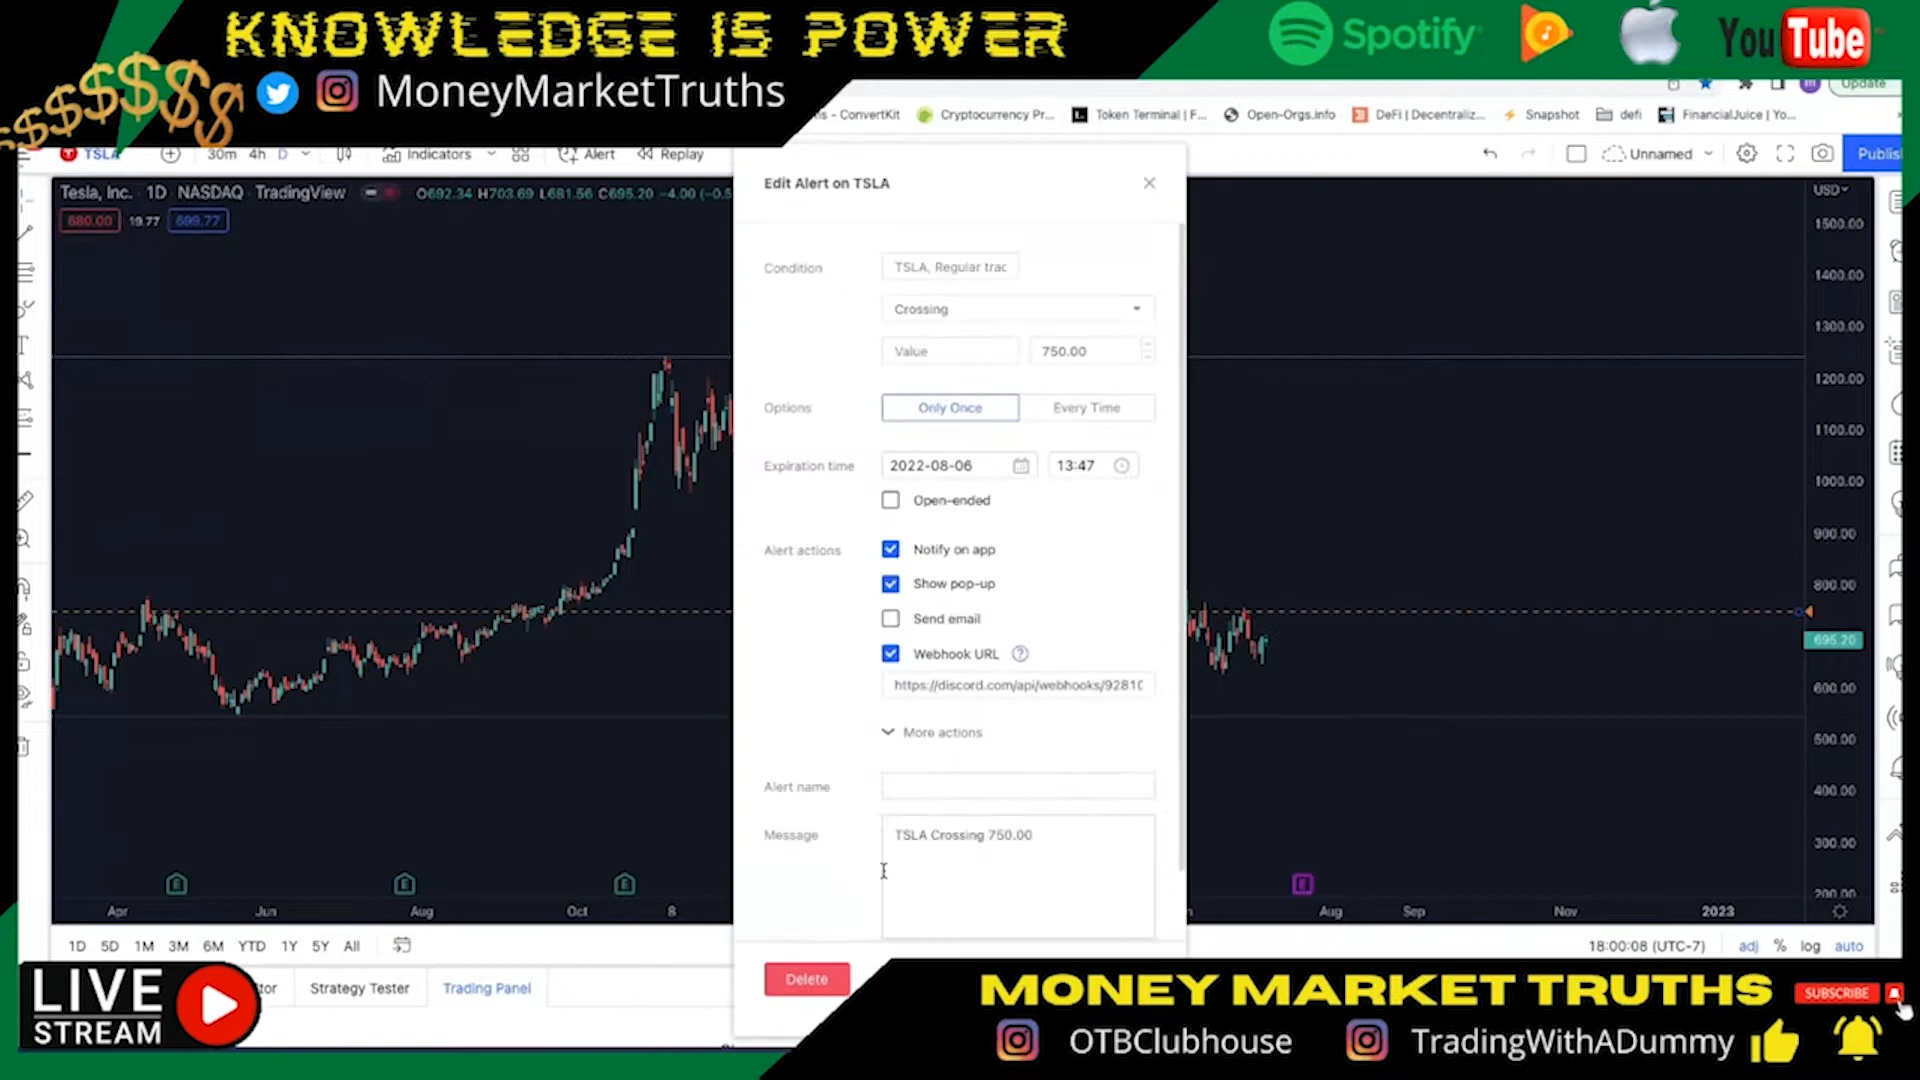 KNOWLEDGE IS POWER
Spotify
YouTube
MoneyMarketTruths
Update
ConvertKit
Cryptocurrency Pr...
Token Terminal | F...
Open-Orgs.info
DeFi | Decentraliz...
Snapshot
defi
FinancialJuice | Yo...
TSLA
30m 4h D
Indicators
Alert
Replay
Unnamed
Publis
Tesla, Inc. 1D NASDAQ TradingView
O692.34 H703.69 L681.56 C695.20 -4.00
680.00 19.77 699.77
USD
1500.00
1400.00
1300.00
1200.00
1100.00
1000.00
900.00
800.00
695.20
600.00
500.00
400.00
300.00
200.00
Edit Alert on TSLA
Condition
TSLA, Regular trac
Crossing
Value
750.00
Options
Only Once
Every Time
Expiration time
2022-08-06
13:47
Open-ended
Alert actions
Notify on app
Show pop-up
Send email
Webhook URL
https://discord.com/api/webhooks/9281
More actions
Alert name
Message
TSLA Crossing 750.00
Delete
Apr Jun Aug Oct 8
Aug Sep Nov 2023
1D 5D 1M 3M 6M YTD 1Y 5Y All
18:00:08 (UTC-7)
adj % log auto
tor
Strategy Tester
Trading Panel
LIVE
STREAM
MONEY MARKET TRUTHS
SUBSCRIBE
OTBClubhouse
TradingWithADummy